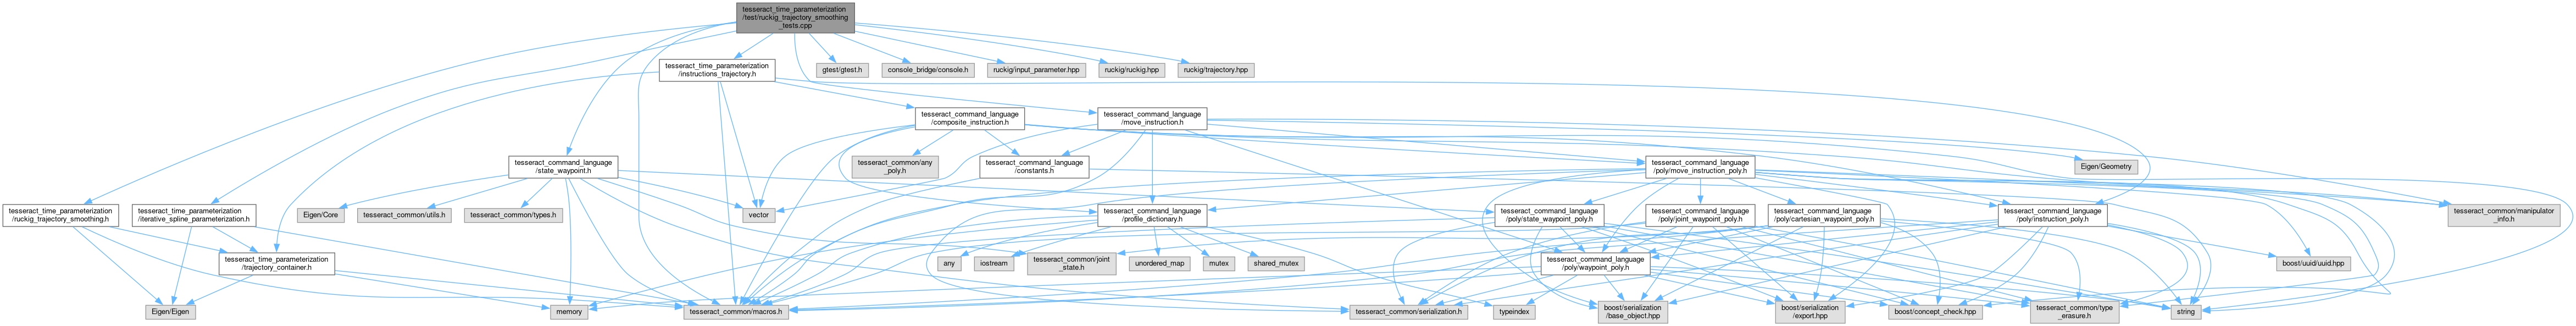 tesseract_time_parameterization
/test/ruckig_trajectory_smoothing
_tests.cpp
tesseract_time_parameterization
/instructions_trajectory.h
gtest/gtest.h
console_bridge/console.h
ruckig/input_parameter.hpp
ruckig/ruckig.hpp
ruckig/trajectory.hpp
tesseract_command_language
/composite_instruction.h
tesseract_command_language
/move_instruction.h
tesseract_command_language
/state_waypoint.h
tesseract_common/any
_poly.h
tesseract_command_language
/constants.h
tesseract_command_language
/poly/move_instruction_poly.h
Eigen/Geometry
tesseract_time_parameterization
/ruckig_trajectory_smoothing.h
tesseract_time_parameterization
/iterative_spline_parameterization.h
Eigen/Core
tesseract_common/utils.h
tesseract_common/types.h
vector
tesseract_command_language
/profile_dictionary.h
tesseract_command_language
/poly/state_waypoint_poly.h
tesseract_command_language
/poly/joint_waypoint_poly.h
tesseract_command_language
/poly/cartesian_waypoint_poly.h
tesseract_command_language
/poly/instruction_poly.h
tesseract_common/manipulator
_info.h
tesseract_time_parameterization
/trajectory_container.h
any
iostream
tesseract_common/joint
_state.h
unordered_map
mutex
shared_mutex
tesseract_command_language
/poly/waypoint_poly.h
boost/uuid/uuid.hpp
Eigen/Eigen
memory
tesseract_common/macros.h
tesseract_common/serialization.h
typeindex
boost/serialization
/base_object.hpp
boost/serialization
/export.hpp
boost/concept_check.hpp
tesseract_common/type
_erasure.h
string